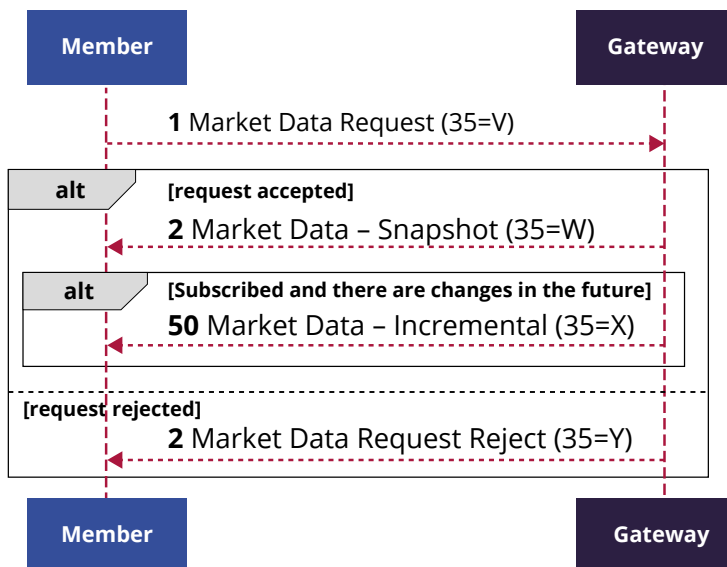 Member
Gateway
1 Market Data Request (35=V)
alt
[request accepted]
2 Market Data – Snapshot (35=W)
alt
[Subscribed and there are changes in the future]
50 Market Data – Incremental (35=X)
[request rejected]
2 Market Data Request Reject (35=Y)
Member
Gateway